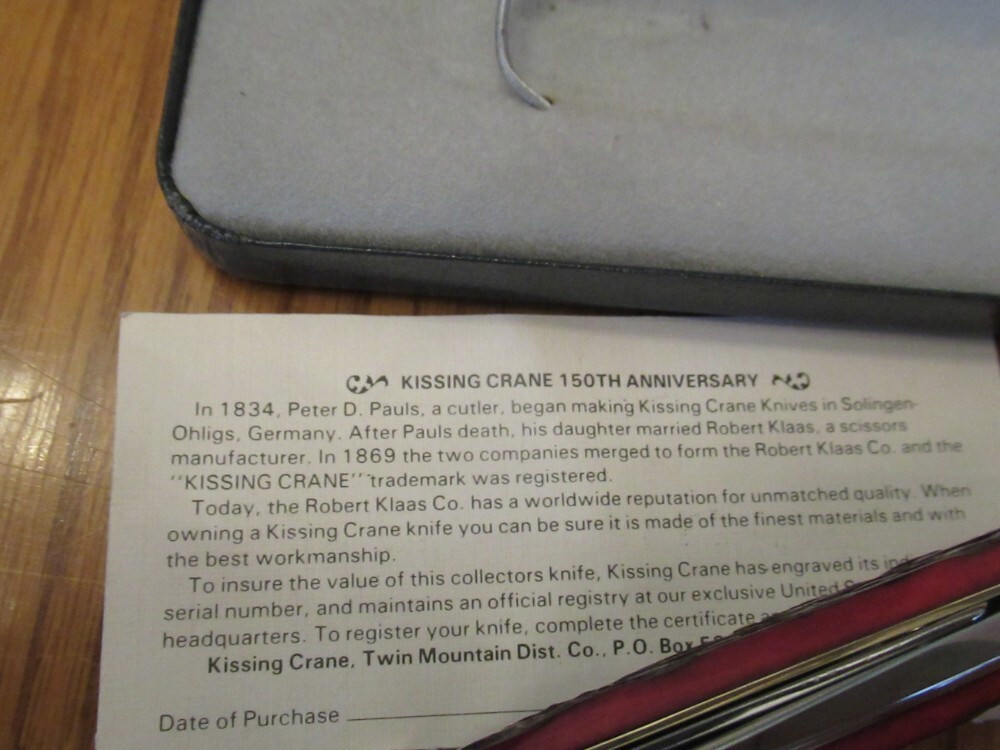 KISSING CRANE 150TH ANNIVERSARY
In 1834, Peter D. Pauls, a cutler, began making Kissing Crane Knives in Solingen-
Ohligs, Germany. After Pauls death, his daughter married Robert Klaas, a scissors
manufacturer. In 1869 the two companies merged to form the Robert Klaas Co. and the
"KISSING CRANE" trademark was registered.
Today, the Robert Klaas Co. has a worldwide reputation for unmatched quality. When
owning a Kissing Crane knife you can be sure it is made of the finest materials and with
the best workmanship.
To insure the value of this collectors knife, Kissing Crane has engraved its
serial number, and maintains an official registry at our exclusive United
headquarters. To register your knife, complete the certificate
Kissing Crane, Twin Mountain Dist. Co., P.O. Box
Date of Purchase